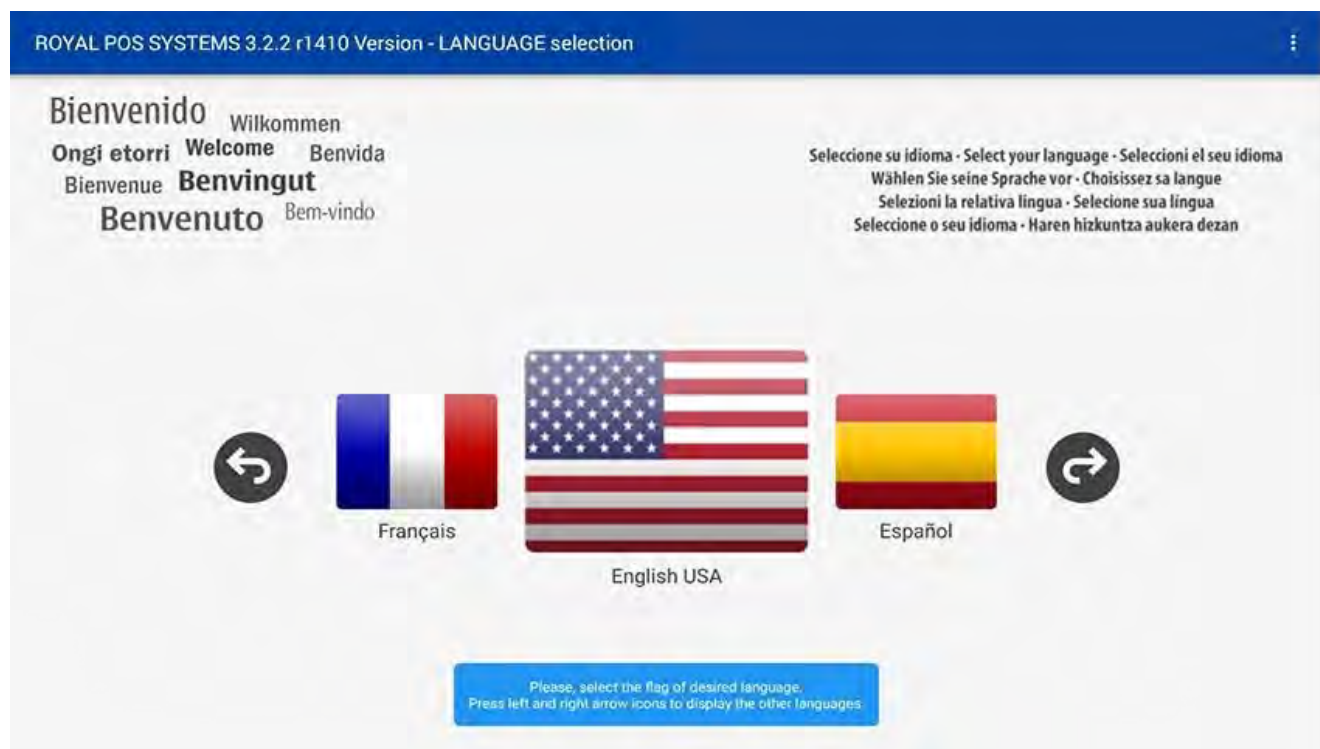 ROYAL POS SYSTEMS 3.2.2 r1410 Version - LANGUAGE selection
Bienvenido Wilkommen
Ongi etorri Welcome Benvida
Bienvenue Benvingut
Benvenuto Bem-vindo
Seleccione su idioma · Select your language · Seleccioni el seu idioma
Wählen Sie seine Sprache vor · Choisissez sa langue
Selezioni la relativa lingua · Selecione sua língua
Seleccione o seu idioma · Haren hizkuntza aukera dezan
Français
English USA
Español
Please, select the flag of desired language.
Press left and right arrow icons to display the other languages